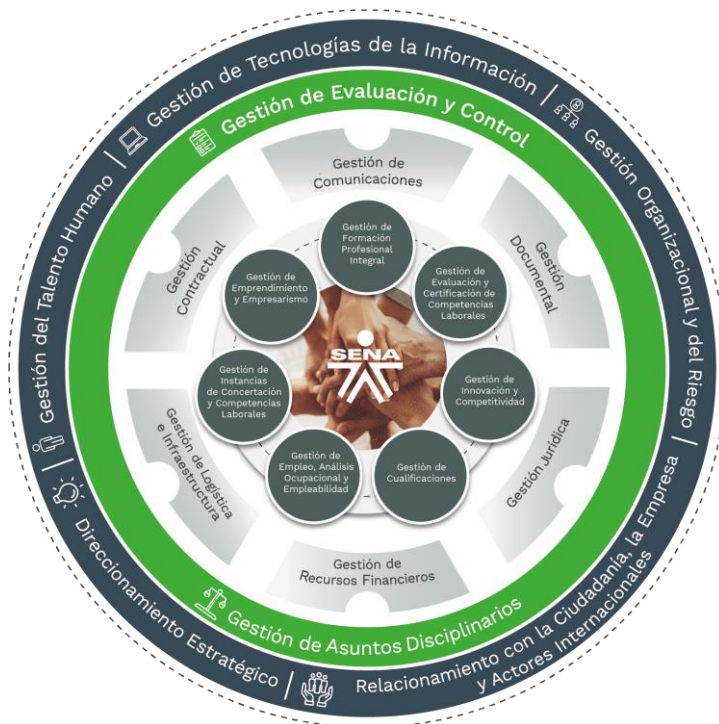 Gestión de Tecnologías de la Información
Gestión Organizacional y del Riesgo
Relacionamiento con la Ciudadanía, la Empresa
y Actores Internacionales
Direccionamiento Estratégico
Gestión del Talento Humano
Gestión de Evaluación y Control
Gestión de Asuntos Disciplinarios
Gestión de
Comunicaciones
Gestión
Documental
Gestión Jurídica
Gestión de
Recursos Financieros
Gestión de Logística
e Infraestructura
Gestión
Contractual
Gestión de
Formación
Profesional
Integral
Gestión de
Evaluación y
Certificación de
Competencias
Laborales
Gestión de
Innovación y
Competitividad
Gestión de
Cualificaciones
Gestión de
Empleo, Análisis
Ocupacional y
Empleabilidad
Gestión de
Instancias
de Concertación
y Competencias
Laborales
Gestión de
Emprendimiento
y Empresarismo
SENA